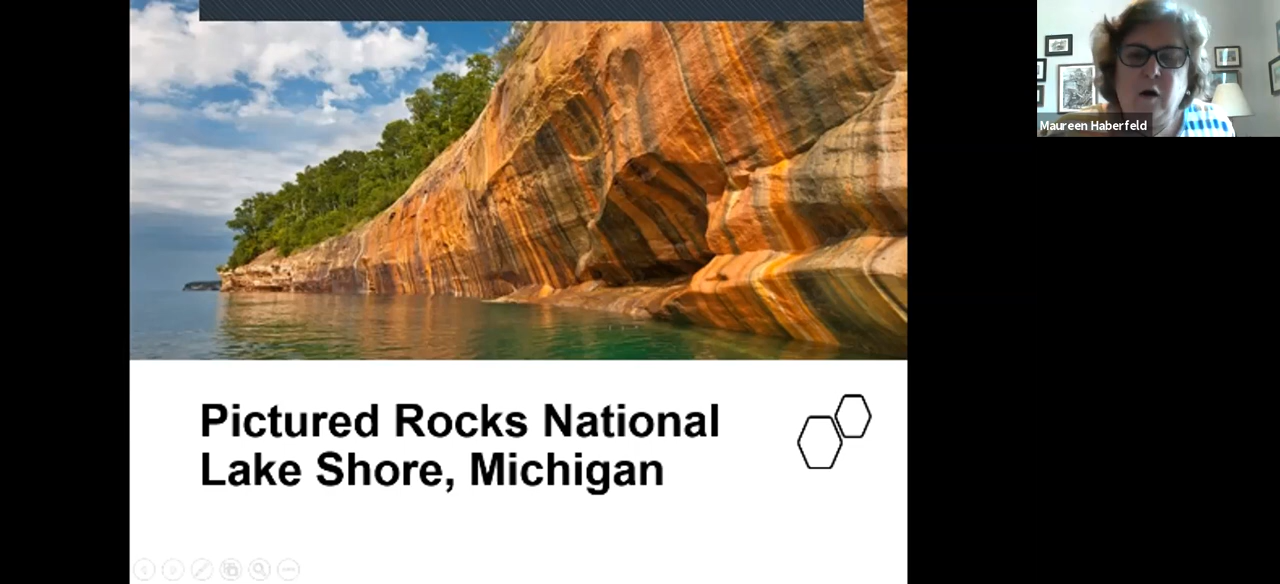 Maureen Haberfeld
Pictured Rocks National
Lake Shore, Michigan